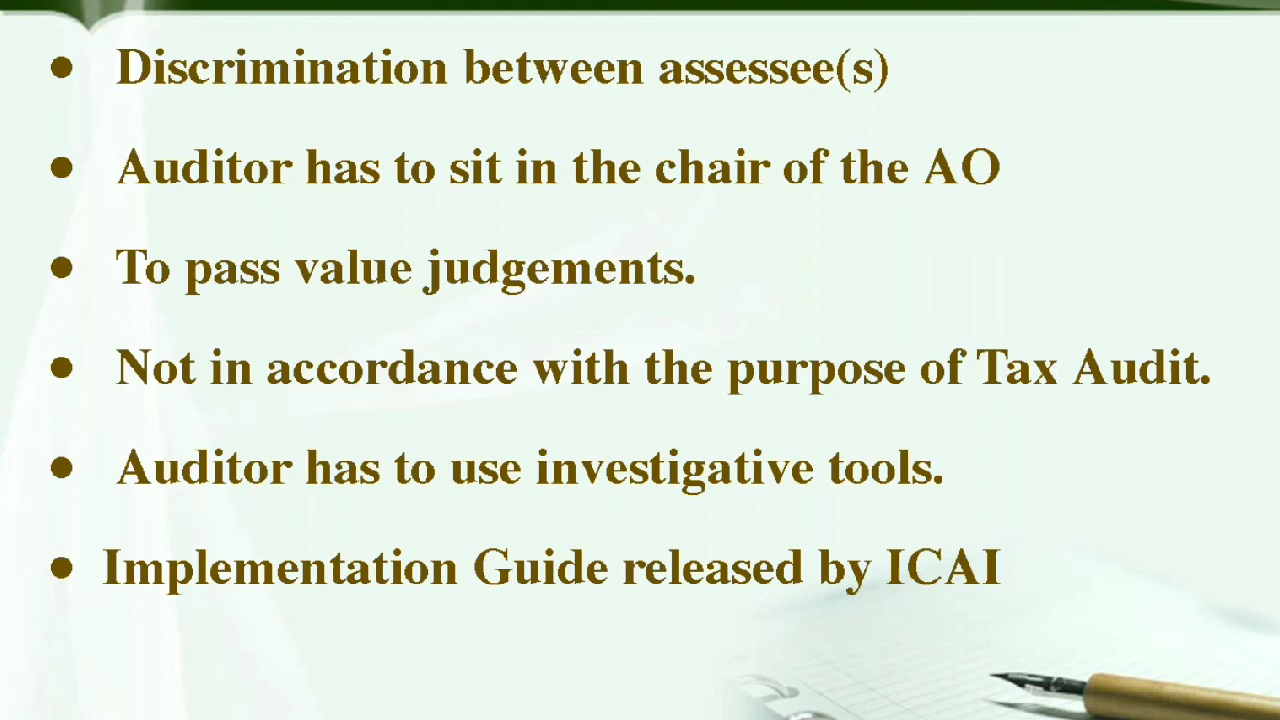 • Discrimination between assessee(s)
• Auditor has to sit in the chair of the AO
• To pass value judgements.
• Not in accordance with the purpose of Tax Audit.
• Auditor has to use investigative tools.
• Implementation Guide released by ICAI